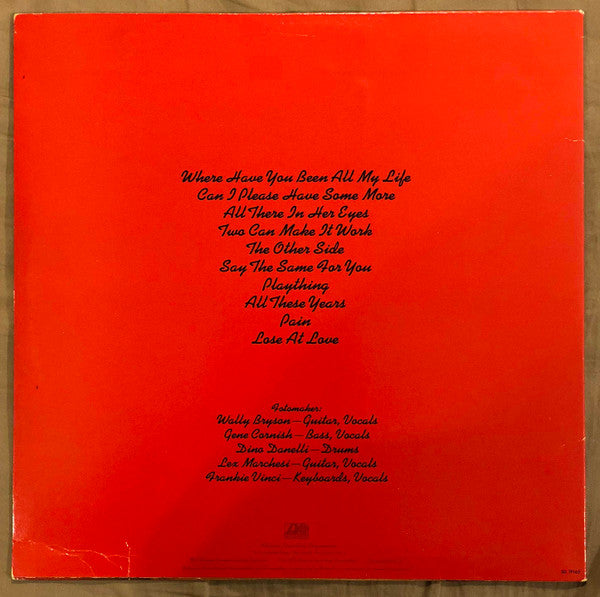 Where Have You Been All My Life
Can I Please Have Some More
All There In Her Eyes
Two Can Make It Work
The Other Side
Say The Same For You
Plaything
All These Years
Pain
Lose At Love
Fotomaker:
Wally Bryson—Guitar, Vocals
Gene Cornish—Bass, Vocals
Dino Danelli—Drums
Lex Marchesi—Guitar, Vocals
Frankie Vinci—Keyboards, Vocals